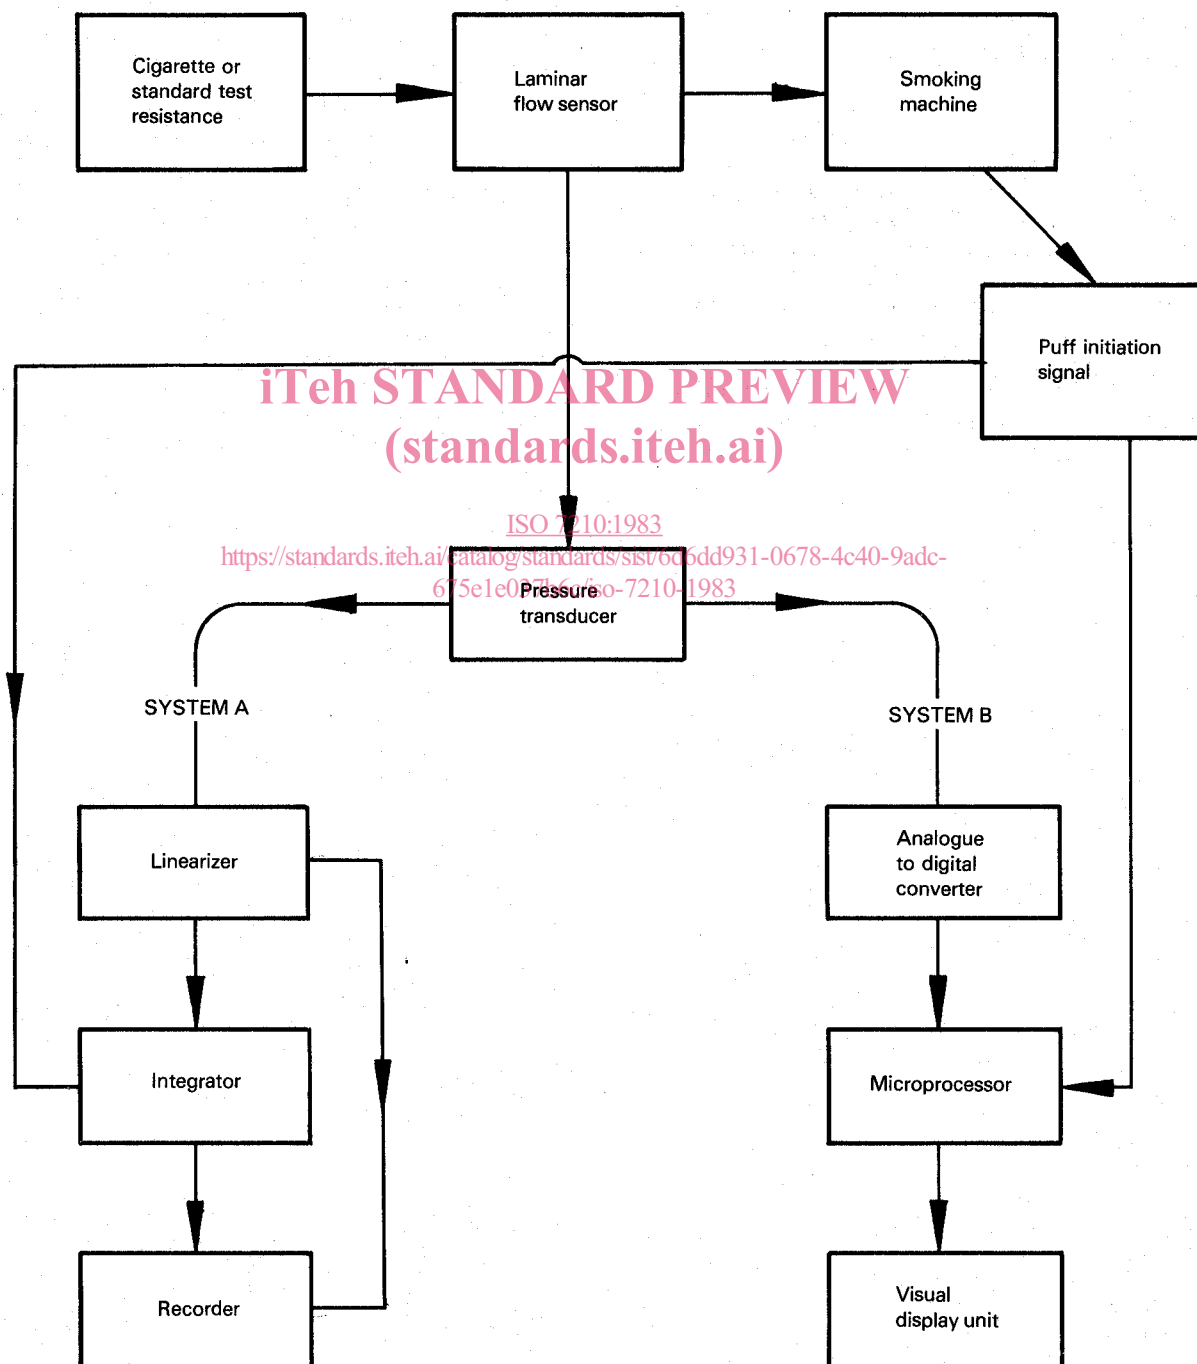 Cigarette or
standard test
resistance
Laminar
flow sensor
Smoking
machine
Puff initiation
signal
iTeh STANDARD PREVIEW
(standards.iteh.ai)
ISO 7210:1983
https://standards.iteh.ai/catalog/standards/sist/6d6dd931-0678-4c40-9adc-
675e1e037b6c/iso-7210-1983
Pressure
transducer
SYSTEM A
SYSTEM B
Linearizer
Analogue
to digital
converter
Integrator
Microprocessor
Recorder
Visual
display unit